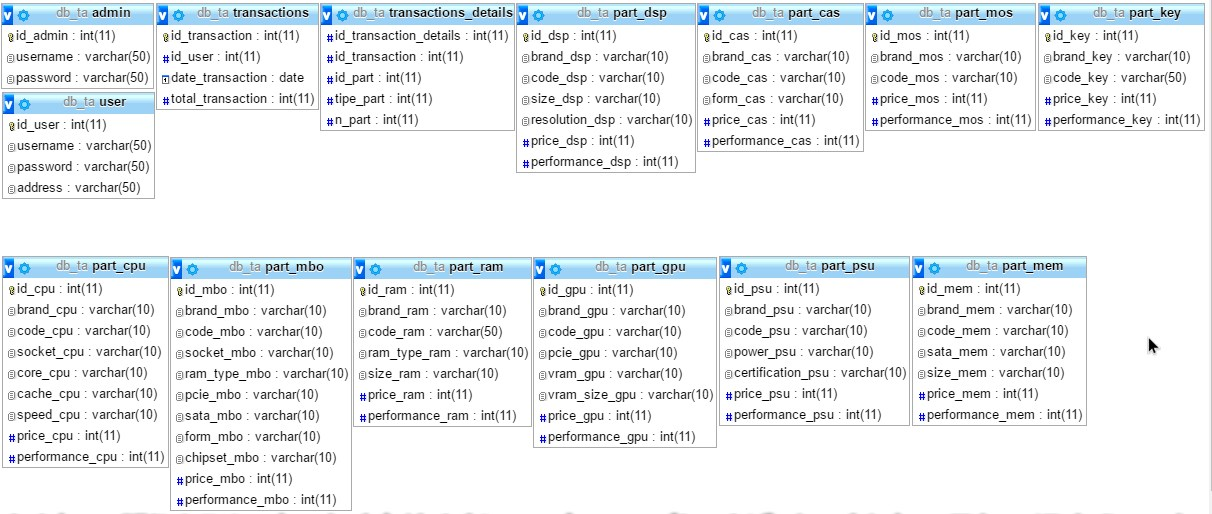 db_ta admin
id_admin : int(11)
username : varchar(50)
password : varchar(50)
db_ta user
id_user : int(11)
username : varchar(50)
password : varchar(50)
address : varchar(50)
db_ta transactions
id_transaction : int(11)
id_user : int(11)
date_transaction : date
total_transaction : int(11)
db_ta transactions_details
id_transaction_details : int(11)
id_transaction : int(11)
id_part : int(11)
tipe_part : int(11)
n_part : int(11)
db_ta part_dsp
id_dsp : int(11)
brand_dsp : varchar(10)
code_dsp : varchar(10)
size_dsp : varchar(10)
resolution_dsp : varchar(10)
price_dsp : int(11)
performance_dsp : int(11)
db_ta part_cas
id_cas : int(11)
brand_cas : varchar(10)
code_cas : varchar(10)
form_cas : varchar(10)
price_cas : int(11)
performance_cas : int(11)
db_ta part_mos
id_mos : int(11)
brand_mos : varchar(10)
code_mos : varchar(10)
price_mos : int(11)
performance_mos : int(11)
db_ta part_key
id_key : int(11)
brand_key : varchar(10)
code_key : varchar(50)
price_key : int(11)
performance_key : int(11)
db_ta part_cpu
id_cpu : int(11)
brand_cpu : varchar(10)
code_cpu : varchar(10)
socket_cpu : varchar(10)
core_cpu : varchar(10)
cache_cpu : varchar(10)
speed_cpu : varchar(10)
price_cpu : int(11)
performance_cpu : int(11)
db_ta part_mbo
id_mbo : int(11)
brand_mbo : varchar(10)
code_mbo : varchar(10)
socket_mbo : varchar(10)
ram_type_mbo : varchar(10)
pcie_mbo : varchar(10)
sata_mbo : varchar(10)
form_mbo : varchar(10)
chipset_mbo : varchar(10)
price_mbo : int(11)
performance_mbo : int(11)
db_ta part_ram
id_ram : int(11)
brand_ram : varchar(10)
code_ram : varchar(50)
ram_type_ram : varchar(10)
size_ram : varchar(10)
price_ram : int(11)
performance_ram : int(11)
db_ta part_gpu
id_gpu : int(11)
brand_gpu : varchar(10)
code_gpu : varchar(10)
pcie_gpu : varchar(10)
vram_gpu : varchar(10)
vram_size_gpu : varchar(10)
price_gpu : int(11)
performance_gpu : int(11)
db_ta part_psu
id_psu : int(11)
brand_psu : varchar(10)
code_psu : varchar(10)
power_psu : varchar(10)
certification_psu : varchar(10)
price_psu : int(11)
performance_psu : int(11)
db_ta part_mem
id_mem : int(11)
brand_mem : varchar(10)
code_mem : varchar(10)
sata_mem : varchar(10)
size_mem : varchar(10)
price_mem : int(11)
performance_mem : int(11)